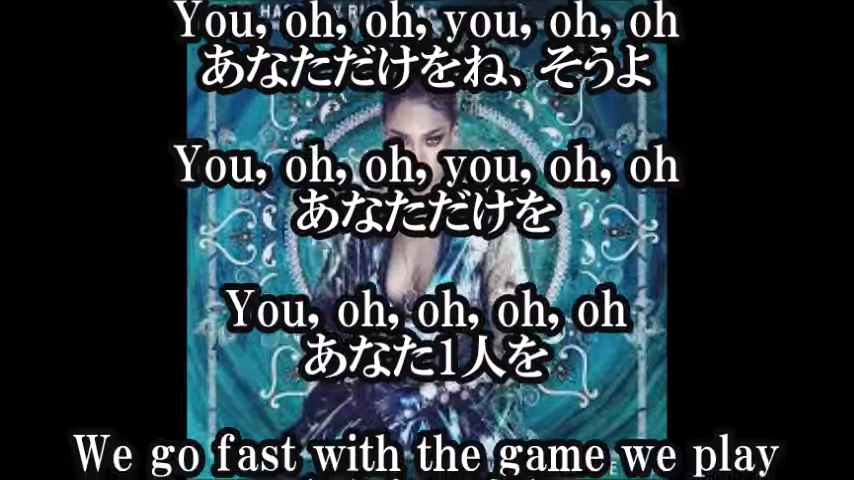 You, oh, oh, you, oh, oh
あなただけをね、そうよ
You, oh, oh, you, oh, oh
あなただけを
You, oh, oh, oh, oh
あなた1人を
We go fast with the game we play